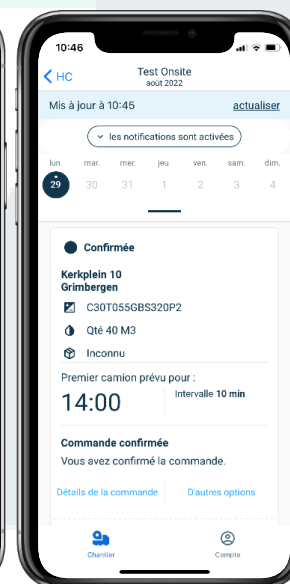 10:46
HC
Test Onsite
août 2022
Mis à jour à 10:45 actualiser
les notifications sont activées
lun. mar. mer. jeu. ven. sam. dim.
29 30 31 1 2 3 4
Confirmée
Kerkplein 10
Grimbergen
C30T055GBS320P2
Qté 40 M3
Inconnu
Premier camion prévu pour :
14:00 Intervalle 10 min
Commande confirmée
Vous avez confirmé la commande.
Détails de la commande D'autres options
Chantier Compte